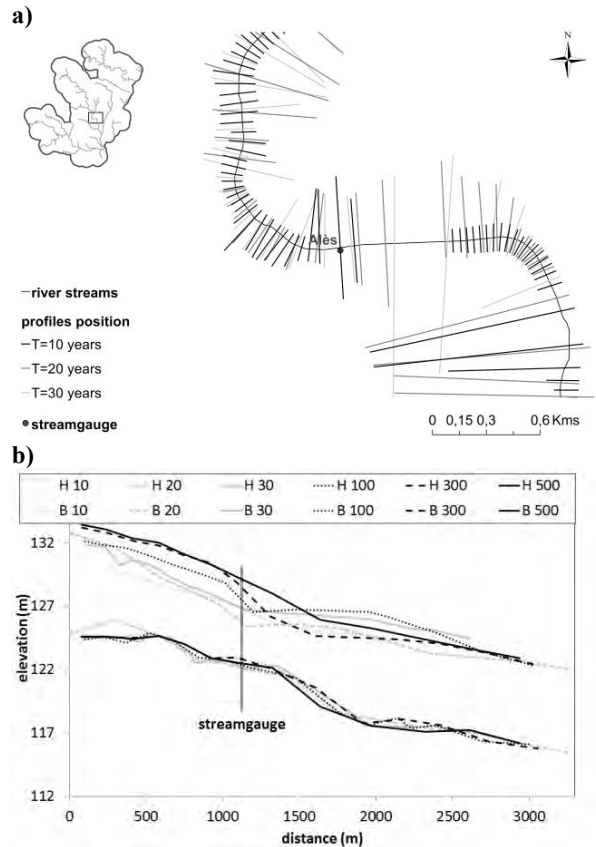 a)
N
Alès
—river streams
profiles position
—T=10 years
—T=20 years
—T=30 years
●streamgauge
0 0,15 0,3 0,6 Kms
b)
H 10 H 20 H 30 H 100 H 300 H 500
B 10 B 20 B 30 B 100 B 300 B 500
132
127
122
117
112
elevation (m)
streamgauge
0 500 1000 1500 2000 2500 3000
distance (m)